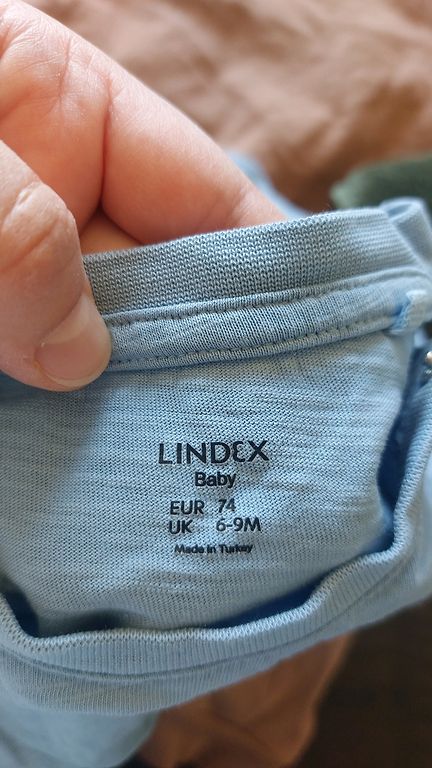 LINDEX
Baby
EUR 74
UK 6-9M
Made in Turkey